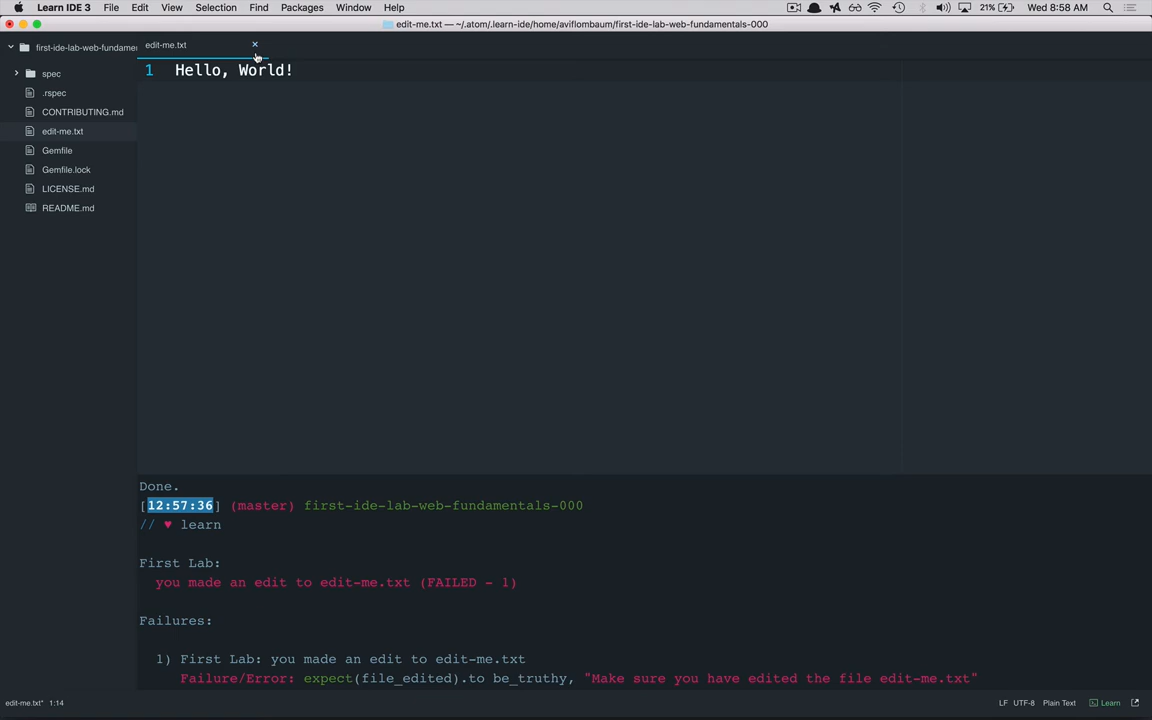 Learn IDE 3 File Edit View Selection Find Packages Window Help 21% Wed 8:58 AM
edit-me.txt — ~/.atom/.learn-ide/home/aviflombaum/first-ide-lab-web-fundamentals-000
first-ide-lab-web-fundame
spec
.rspec
CONTRIBUTING.md
edit-me.txt
Gemfile
Gemfile.lock
LICENSE.md
README.md
edit-me.txt
1 Hello, World!
Done.
[12:57:36] (master) first-ide-lab-web-fundamentals-000
// ♥ learn
First Lab:
you made an edit to edit-me.txt (FAILED - 1)
Failures:
1) First Lab: you made an edit to edit-me.txt
Failure/Error: expect(file_edited).to be_truthy, "Make sure you have edited the file edit-me.txt"
edit-me.txt* 1:14 LF UTF-8 Plain Text Learn